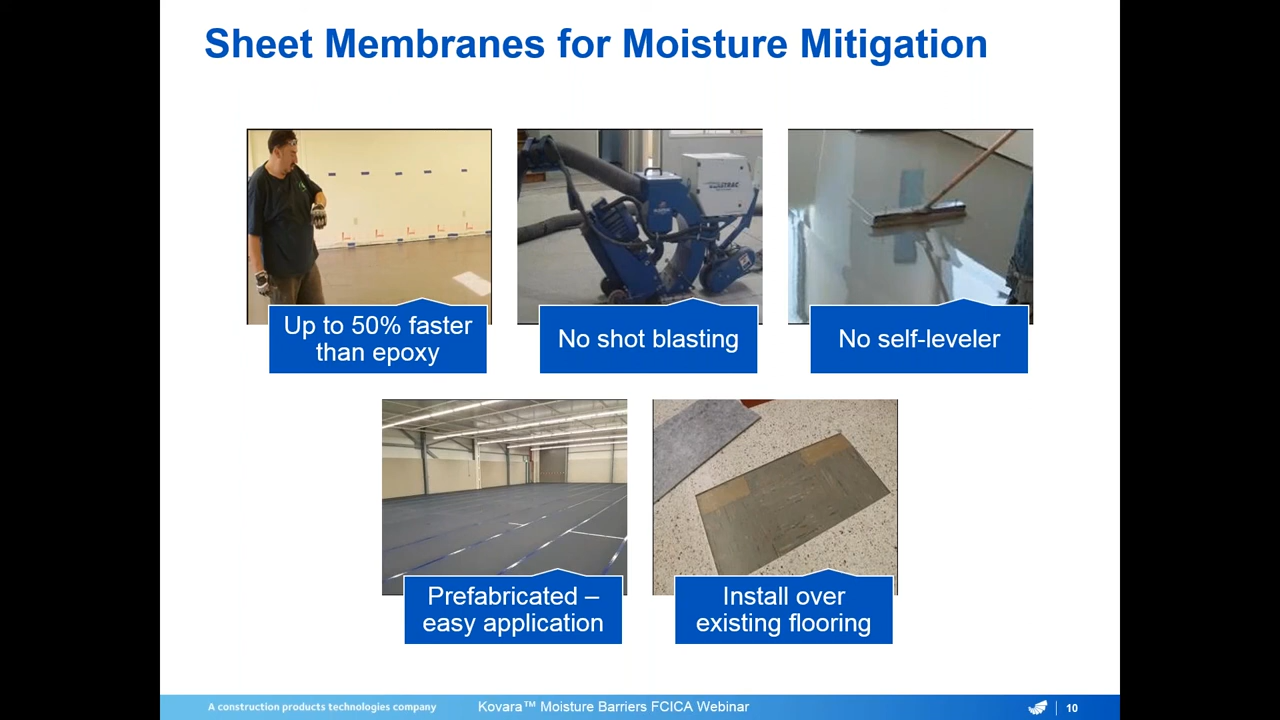 Sheet Membranes for Moisture Mitigation
Up to 50% faster
than epoxy
No shot blasting
No self-leveler
Prefabricated –
easy application
Install over
existing flooring
A construction products technologies company
Kovara™ Moisture Barriers FCICA Webinar
10